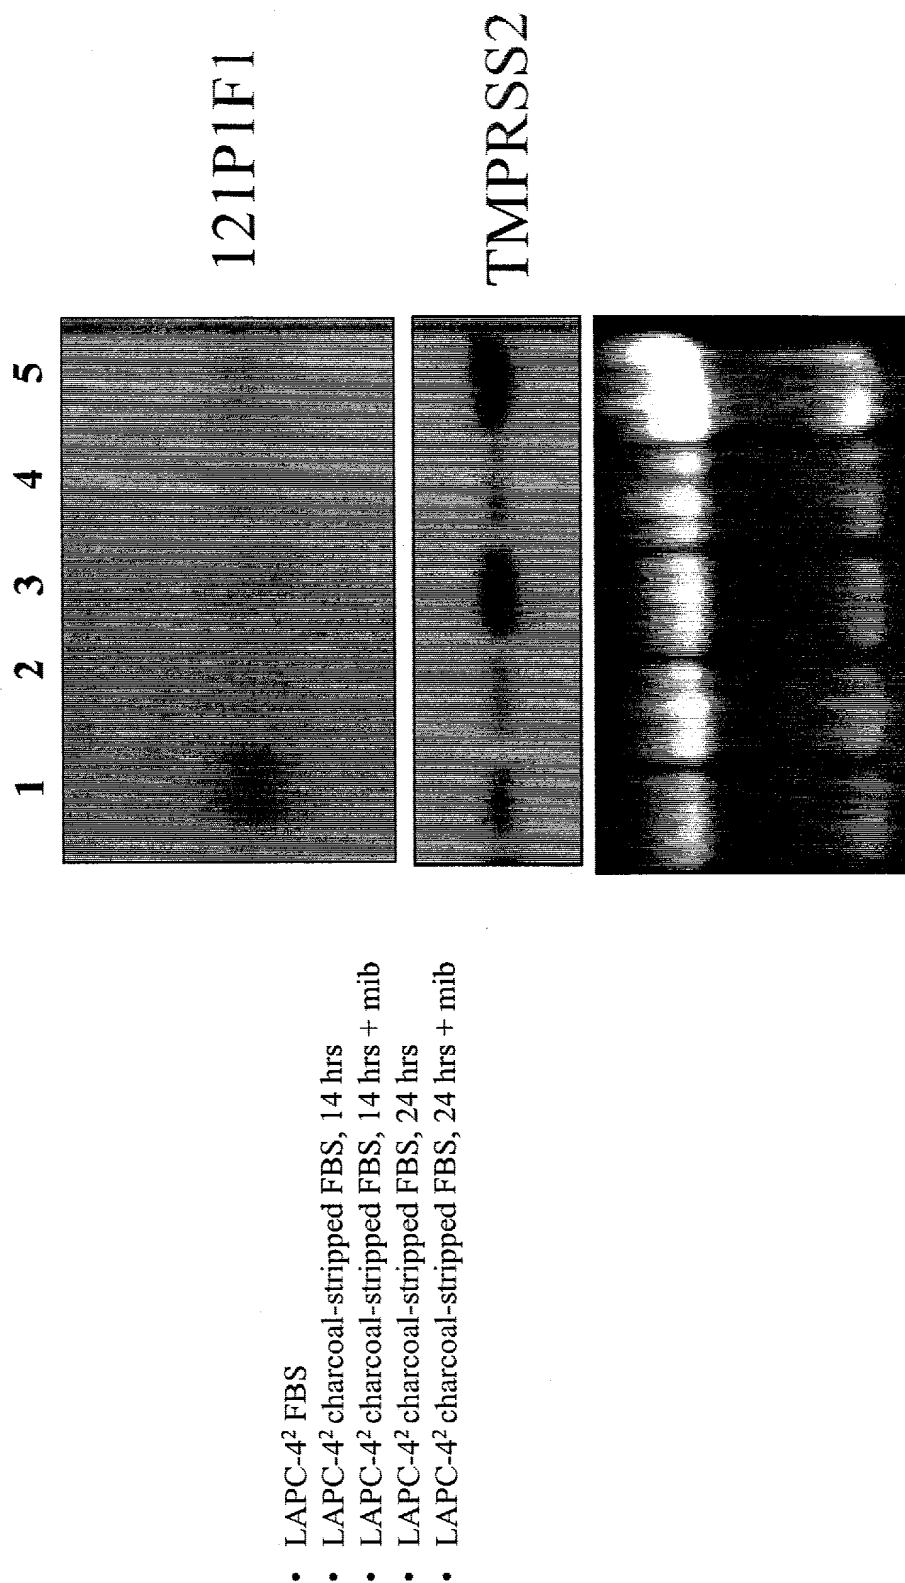 1 2 3 4 5
121P1F1
TMPRSS2
• LAPC-4² FBS
• LAPC-4² charcoal-stripped FBS, 14 hrs
• LAPC-4² charcoal-stripped FBS, 14 hrs + mib
• LAPC-4² charcoal-stripped FBS, 24 hrs
• LAPC-4² charcoal-stripped FBS, 24 hrs + mib